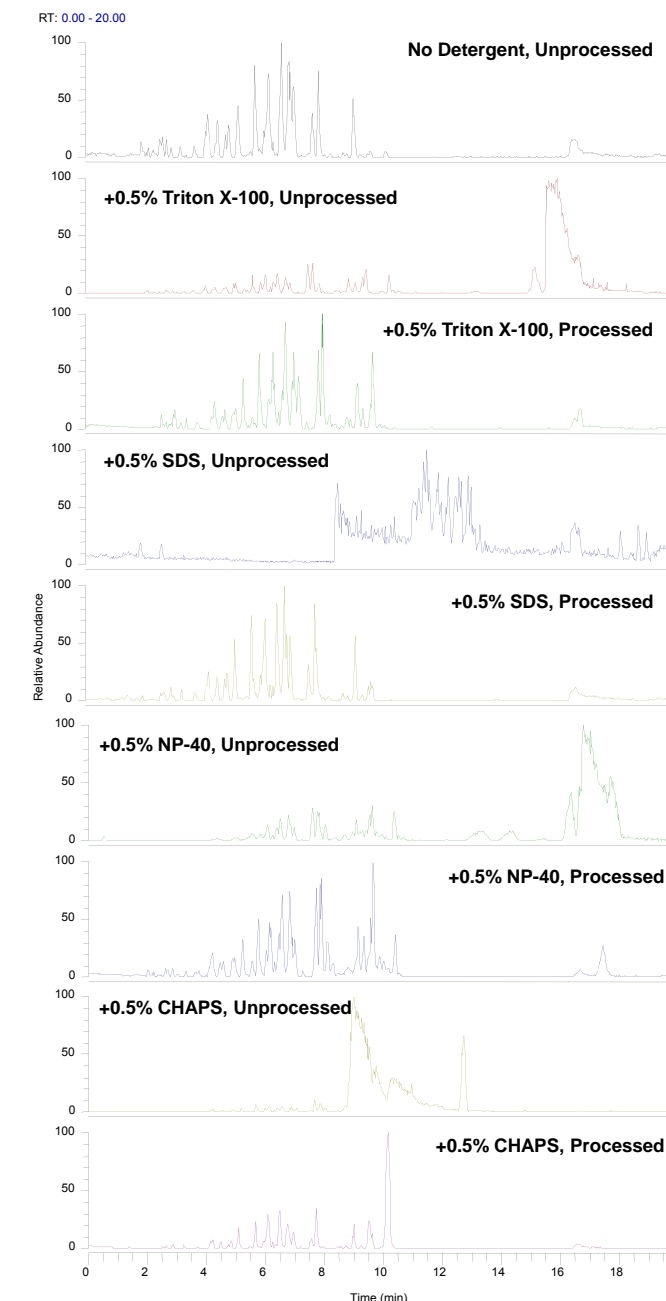 RT: 0.00 - 20.00
No Detergent, Unprocessed
100
50
0
+0.5% Triton X-100, Unprocessed
100
50
0
+0.5% Triton X-100, Processed
100
50
0
+0.5% SDS, Unprocessed
100
50
0
+0.5% SDS, Processed
100
50
0
Relative Abundance
+0.5% NP-40, Unprocessed
100
50
0
+0.5% NP-40, Processed
100
50
0
+0.5% CHAPS, Unprocessed
100
50
0
+0.5% CHAPS, Processed
100
50
0
0 2 4 6 8 10 12 14 16 18
Time (min)